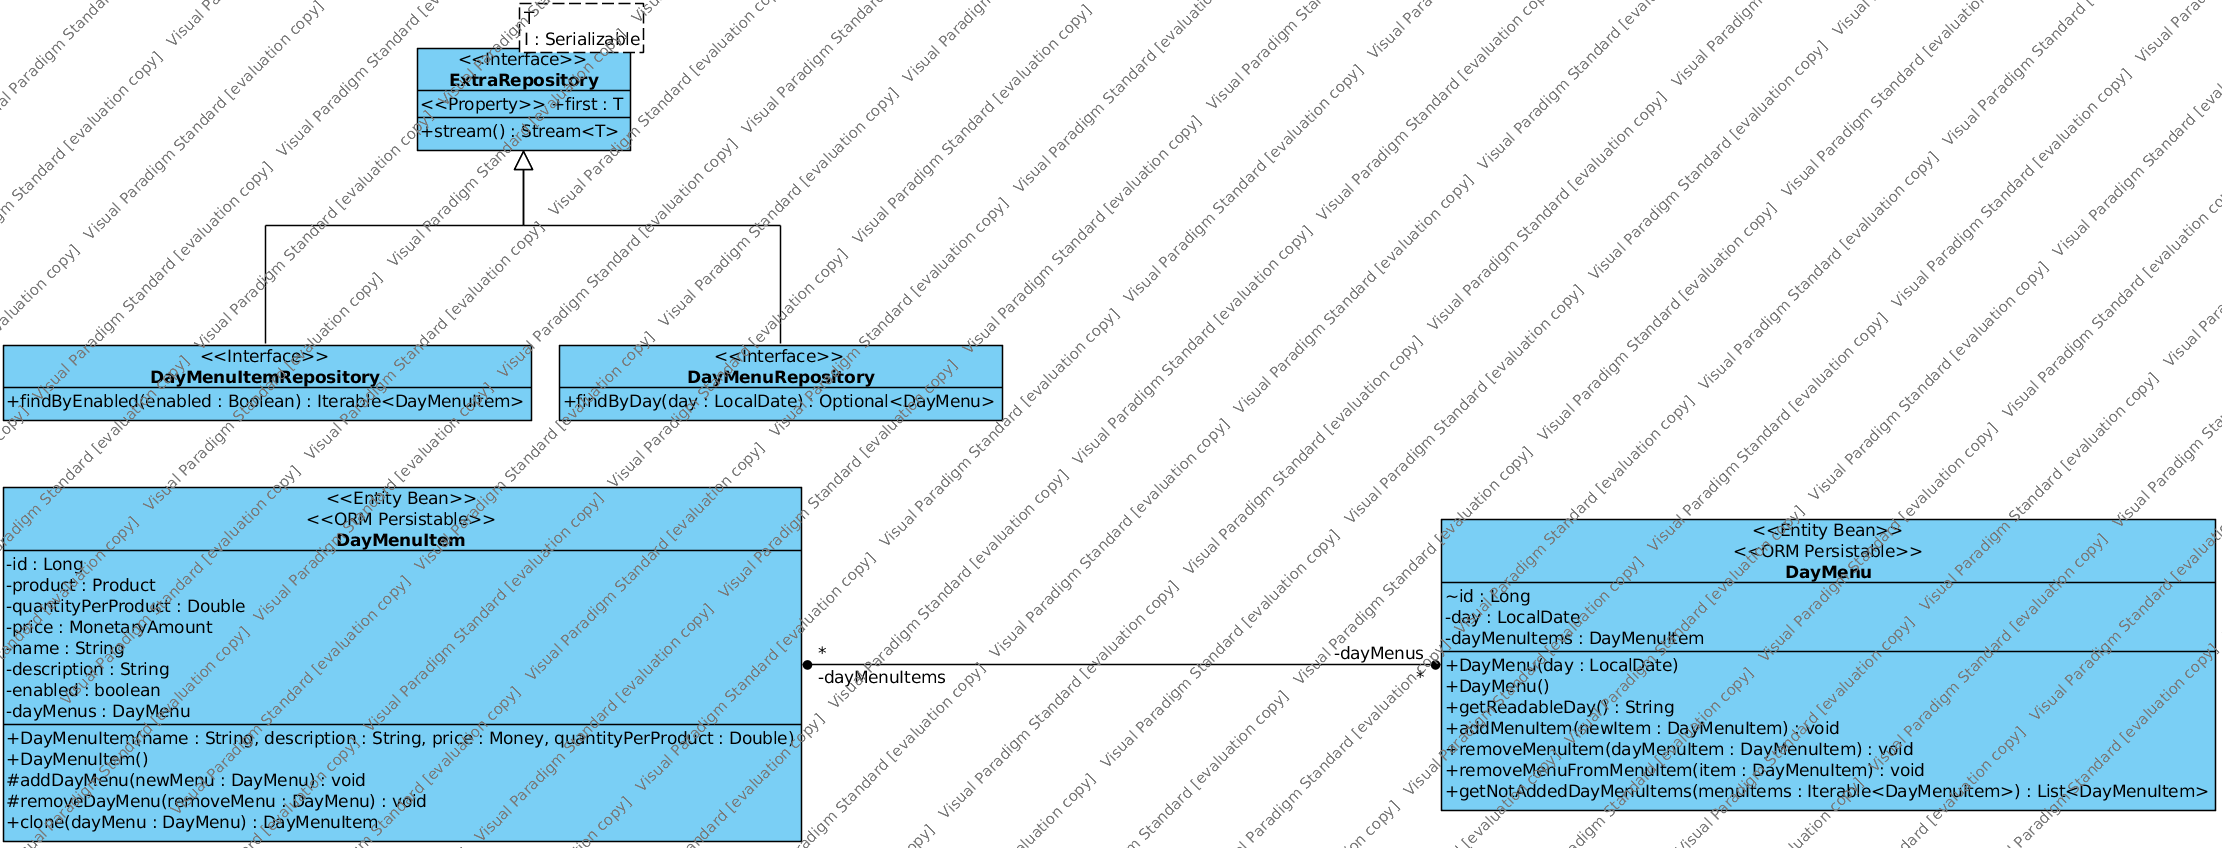 T
I : Serializable
<<Interface>>
ExtraRepository
<<Property>> +first : T
+stream() : Stream<T>
<<Interface>>
DayMenuItemRepository
+findByEnabled(enabled : Boolean) : Iterable<DayMenuItem>
<<Interface>>
DayMenuRepository
+findByDay(day : LocalDate) : Optional<DayMenu>
<<Entity Bean>>
<<ORM Persistable>>
DayMenuItem
-id : Long
-product : Product
-quantityPerProduct : Double
-price : MonetaryAmount
-name : String
-description : String
-enabled : boolean
-dayMenus : DayMenu
+DayMenuItem(name : String, description : String, price : Money, quantityPerProduct : Double)
+DayMenuItem()
#addDayMenu(newMenu : DayMenu) : void
#removeDayMenu(removeMenu : DayMenu) : void
+clone(dayMenu : DayMenu) : DayMenuItem
*
-dayMenuItems
-dayMenus
*
<<Entity Bean>>
<<ORM Persistable>>
DayMenu
~id : Long
-day : LocalDate
-dayMenuItems : DayMenuItem
+DayMenu(day : LocalDate)
+DayMenu()
+getReadableDay() : String
+addMenuItem(newItem : DayMenuItem) : void
+removeMenuItem(dayMenuItem : DayMenuItem) : void
+removeMenuFromMenuItem(item : DayMenuItem) : void
+getNotAddedDayMenuItems(menuItems : Iterable<DayMenuItem>) : List<DayMenuItem>
Visual Paradigm Standard [evaluation copy]